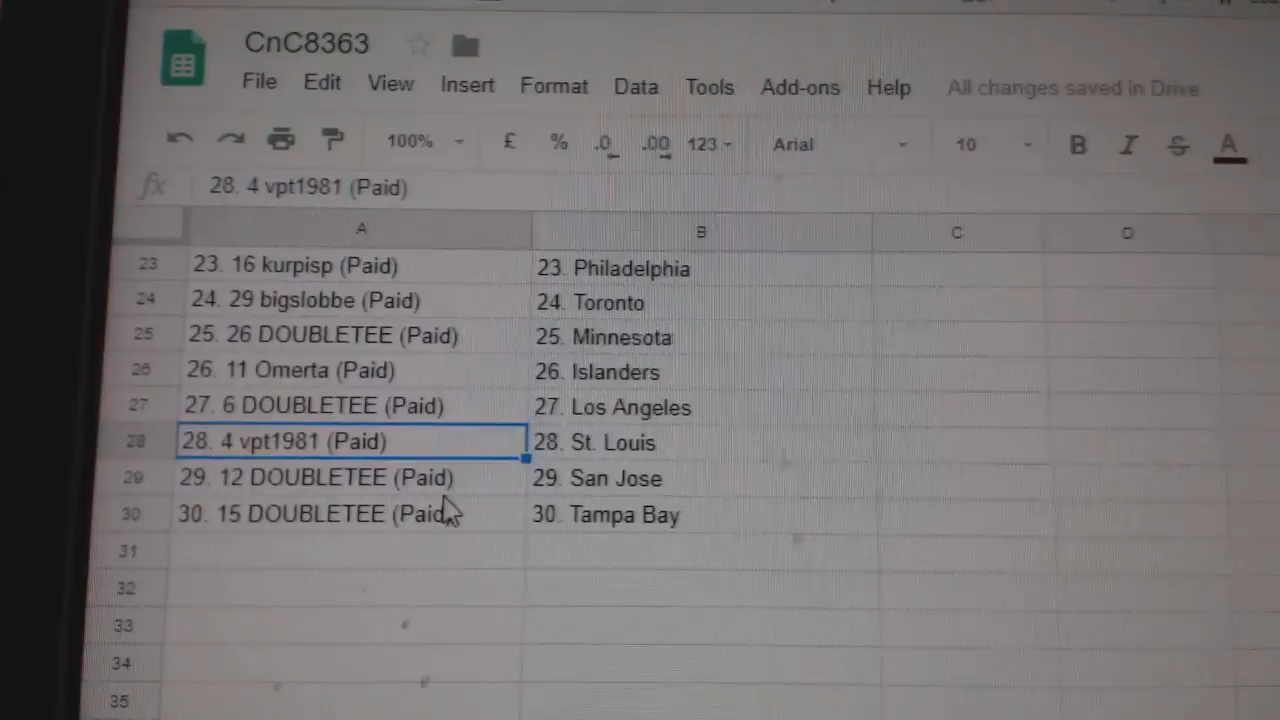 CnC8363
File Edit View Insert Format Data Tools Add-ons Help All changes saved in Drive
100% £ % .0 .00 123 Arial 10 B I S A
fx 28. 4 vpt1981 (Paid)
A B C D
23 23. 16 kurpisp (Paid) 23. Philadelphia
24 24. 29 bigslobbe (Paid) 24. Toronto
25 25. 26 DOUBLETEE (Paid) 25. Minnesota
26 26. 11 Omerta (Paid) 26. Islanders
27 27. 6 DOUBLETEE (Paid) 27. Los Angeles
28 28. 4 vpt1981 (Paid) 28. St. Louis
29 29. 12 DOUBLETEE (Paid) 29. San Jose
30 30. 15 DOUBLETEE (Paid 30. Tampa Bay
31
32
33
34
35